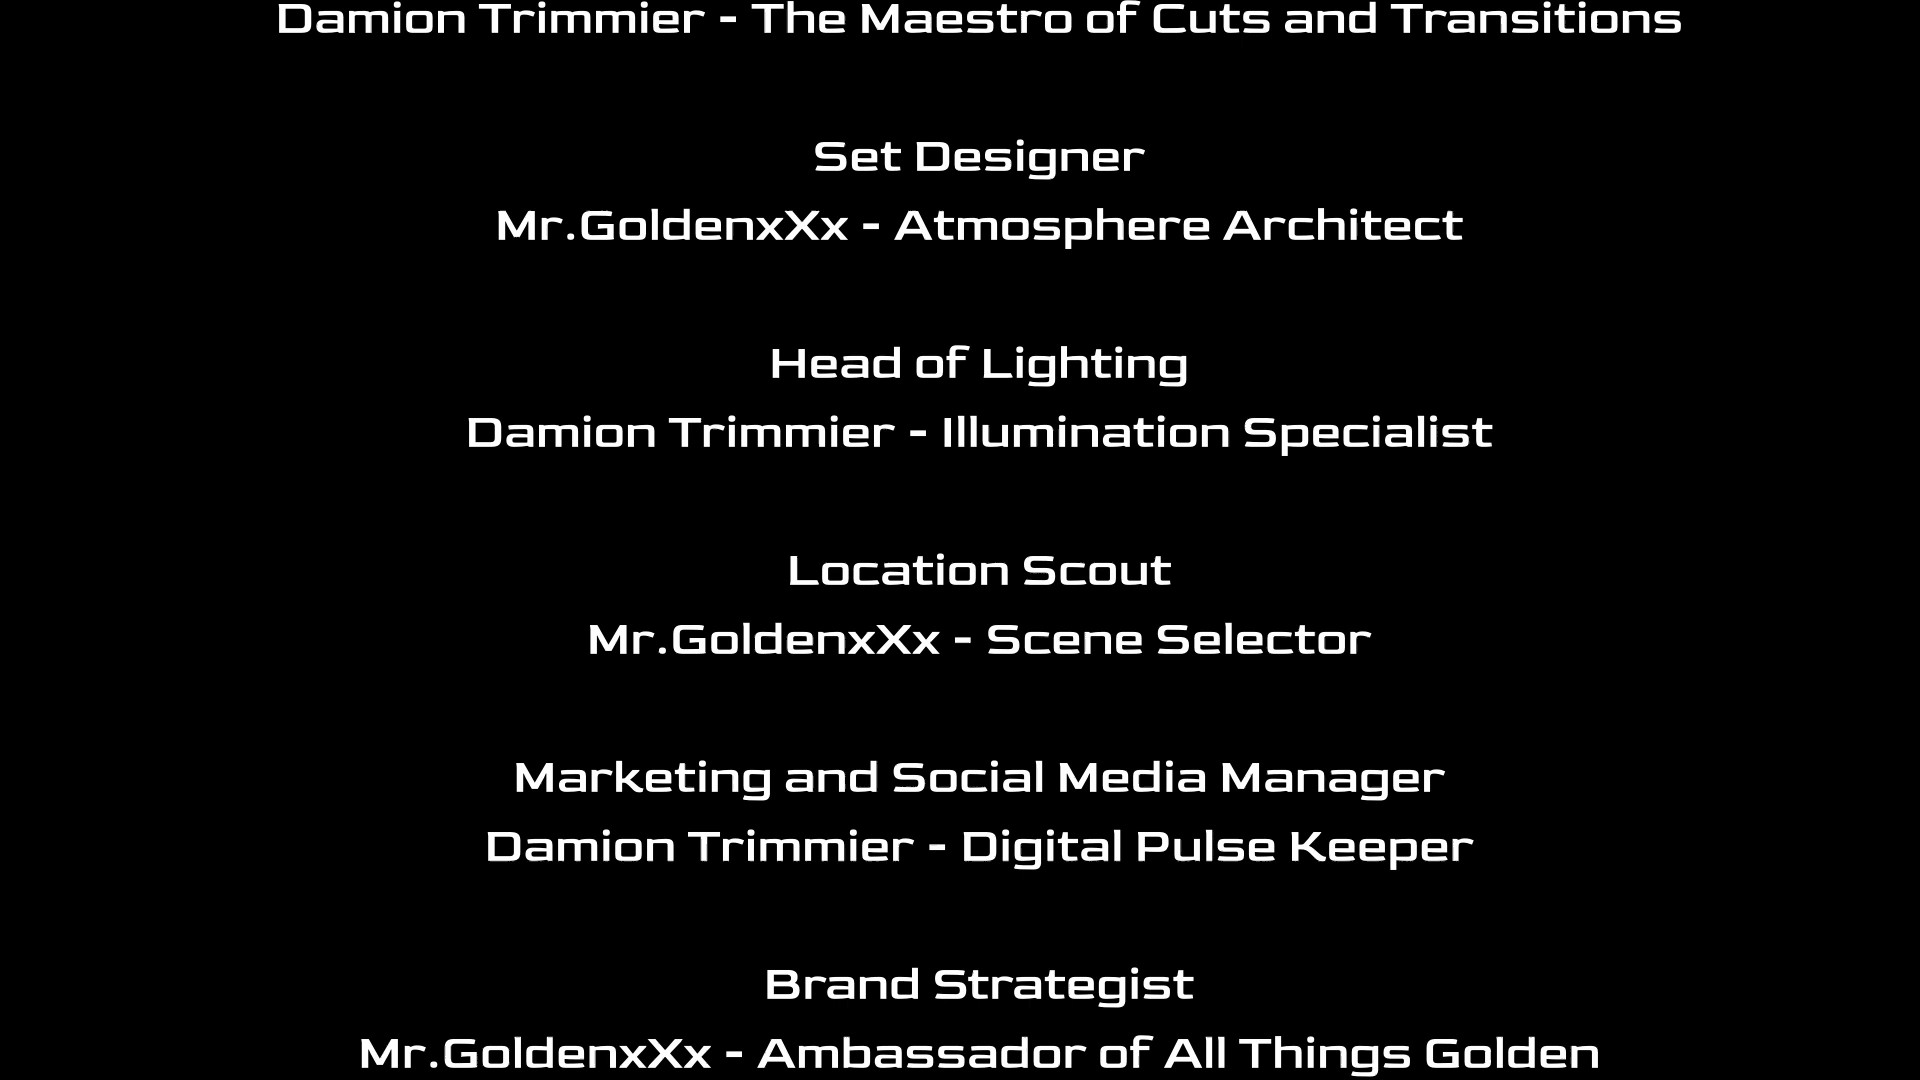 Damion Trimmier - The Maestro of Cuts and Transitions
Set Designer
Mr.GoldenxXx - Atmosphere Architect
Head of Lighting
Damion Trimmier - Illumination Specialist
Location Scout
Mr.GoldenxXx - Scene Selector
Marketing and Social Media Manager
Damion Trimmier - Digital Pulse Keeper
Brand Strategist
Mr.GoldenxXx - Ambassador of All Things Golden